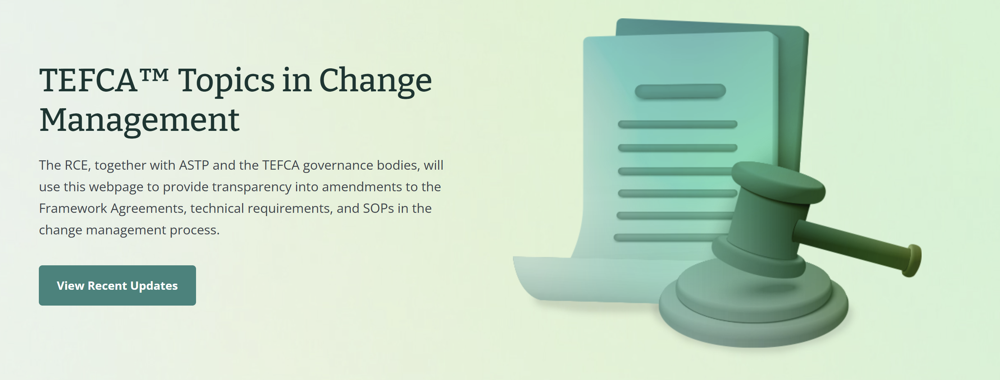 TEFCA™ Topics in Change
Management
The RCE, together with ASTP and the TEFCA governance bodies, will
use this webpage to provide transparency into amendments to the
Framework Agreements, technical requirements, and SOPs in the
change management process.
View Recent Updates